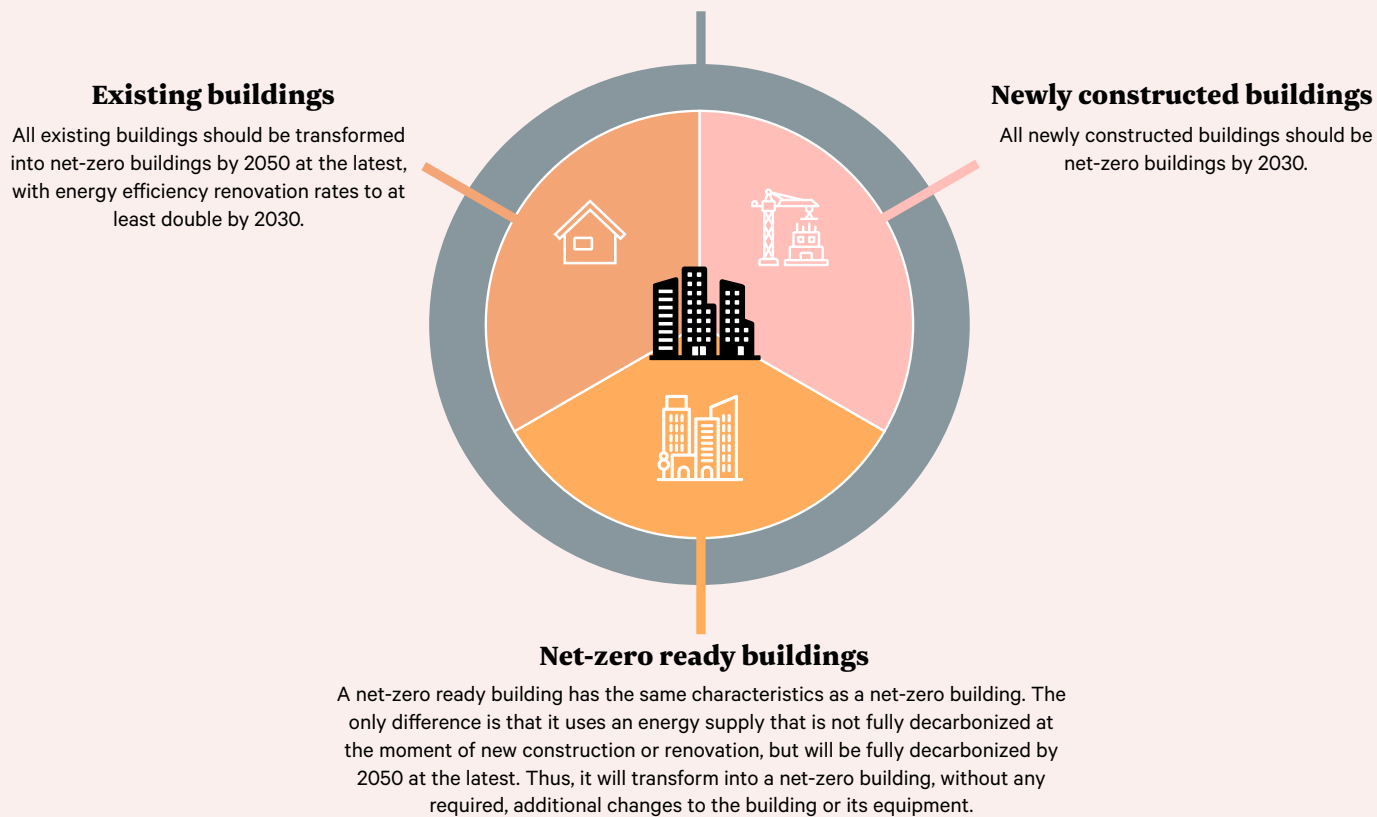 Existing buildings
All existing buildings should be transformed
into net-zero buildings by 2050 at the latest,
with energy efficiency renovation rates to at
least double by 2030.
Newly constructed buildings
All newly constructed buildings should be
net-zero buildings by 2030.
Net-zero ready buildings
A net-zero ready building has the same characteristics as a net-zero building. The
only difference is that it uses an energy supply that is not fully decarbonized at
the moment of new construction or renovation, but will be fully decarbonized by
2050 at the latest. Thus, it will transform into a net-zero building, without any
required, additional changes to the building or its equipment.